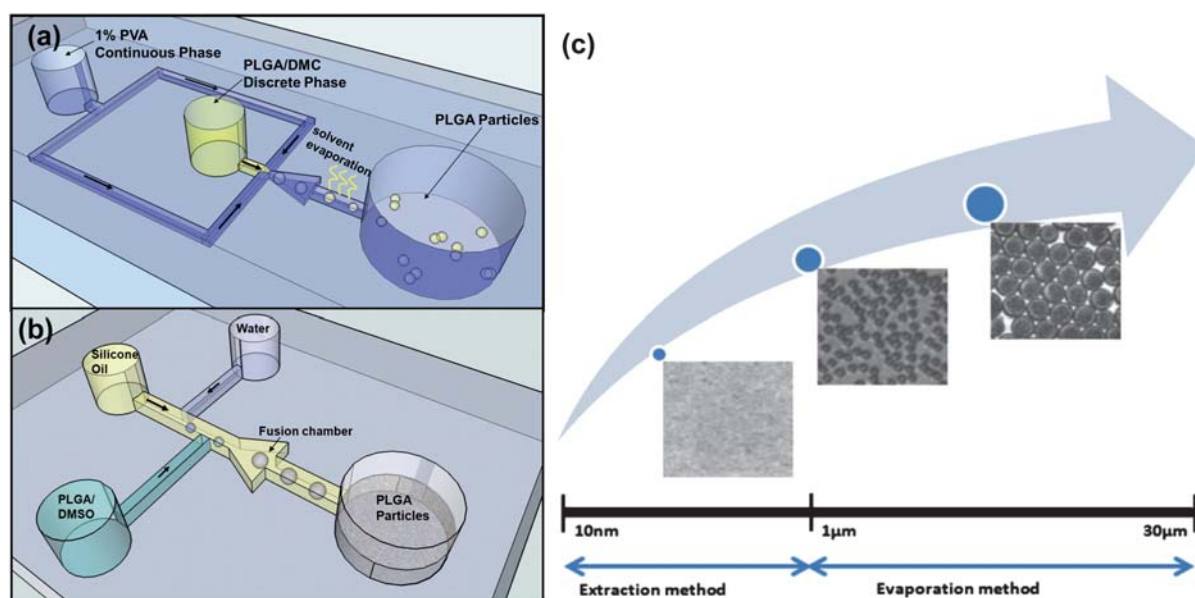 (a)
1% PVA
Continuous Phase
PLGA/DMC
Discrete Phase
solvent
evaporation
PLGA Particles
(b)
Water
Silicone
Oil
Fusion chamber
PLGA/
DMSO
PLGA
Particles
(c)
10nm
1µm
30µm
Extraction method
Evaporation method